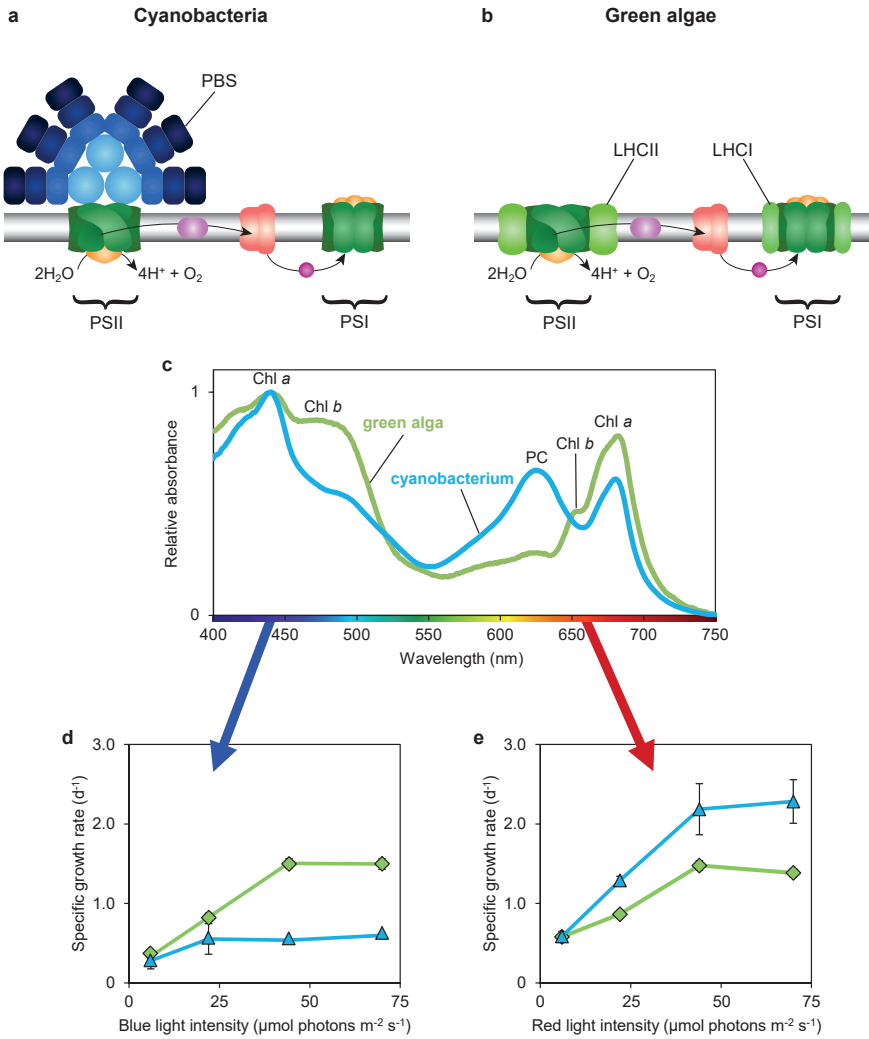 a
Cyanobacteria
b
Green algae
PBS
LHCII
LHCI
2H₂O
4H⁺ + O₂
2H₂O
4H⁺ + O₂
PSII
PSI
PSII
PSI
c
Chl a
Chl b
green alga
cyanobacterium
PC
Chl b
Chl a
Relative absorbance
1
0
400
450
500
550
600
650
700
750
Wavelength (nm)
d
Specific growth rate (d⁻¹)
3.0
2.0
1.0
0
0
25
50
75
Blue light intensity (µmol photons m⁻² s⁻¹)
e
Specific growth rate (d⁻¹)
3.0
2.0
1.0
0
0
25
50
75
Red light intensity (µmol photons m⁻² s⁻¹)